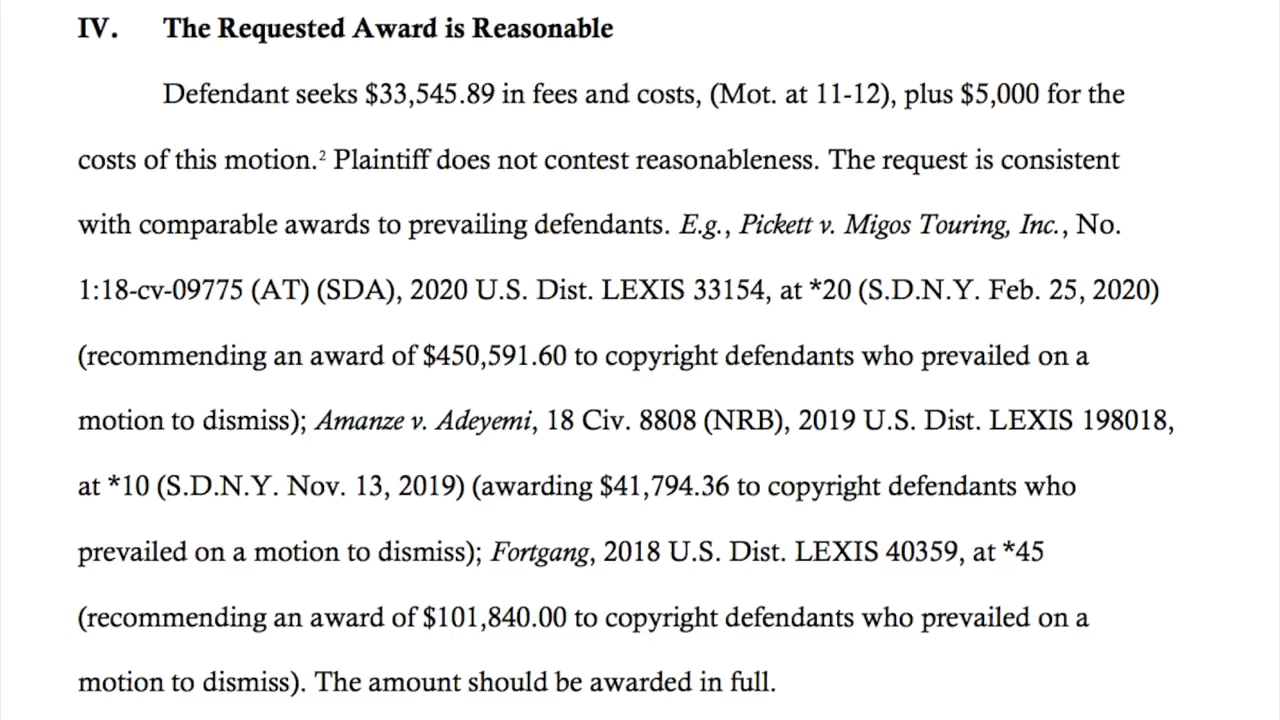 IV. The Requested Award is Reasonable
Defendant seeks $33,545.89 in fees and costs, (Mot. at 11-12), plus $5,000 for the
costs of this motion.² Plaintiff does not contest reasonableness. The request is consistent
with comparable awards to prevailing defendants. E.g., Pickett v. Migos Touring, Inc., No.
1:18-cv-09775 (AT) (SDA), 2020 U.S. Dist. LEXIS 33154, at *20 (S.D.N.Y. Feb. 25, 2020)
(recommending an award of $450,591.60 to copyright defendants who prevailed on a
motion to dismiss); Amanze v. Adeyemi, 18 Civ. 8808 (NRB), 2019 U.S. Dist. LEXIS 198018,
at *10 (S.D.N.Y. Nov. 13, 2019) (awarding $41,794.36 to copyright defendants who
prevailed on a motion to dismiss); Fortgang, 2018 U.S. Dist. LEXIS 40359, at *45
(recommending an award of $101,840.00 to copyright defendants who prevailed on a
motion to dismiss). The amount should be awarded in full.